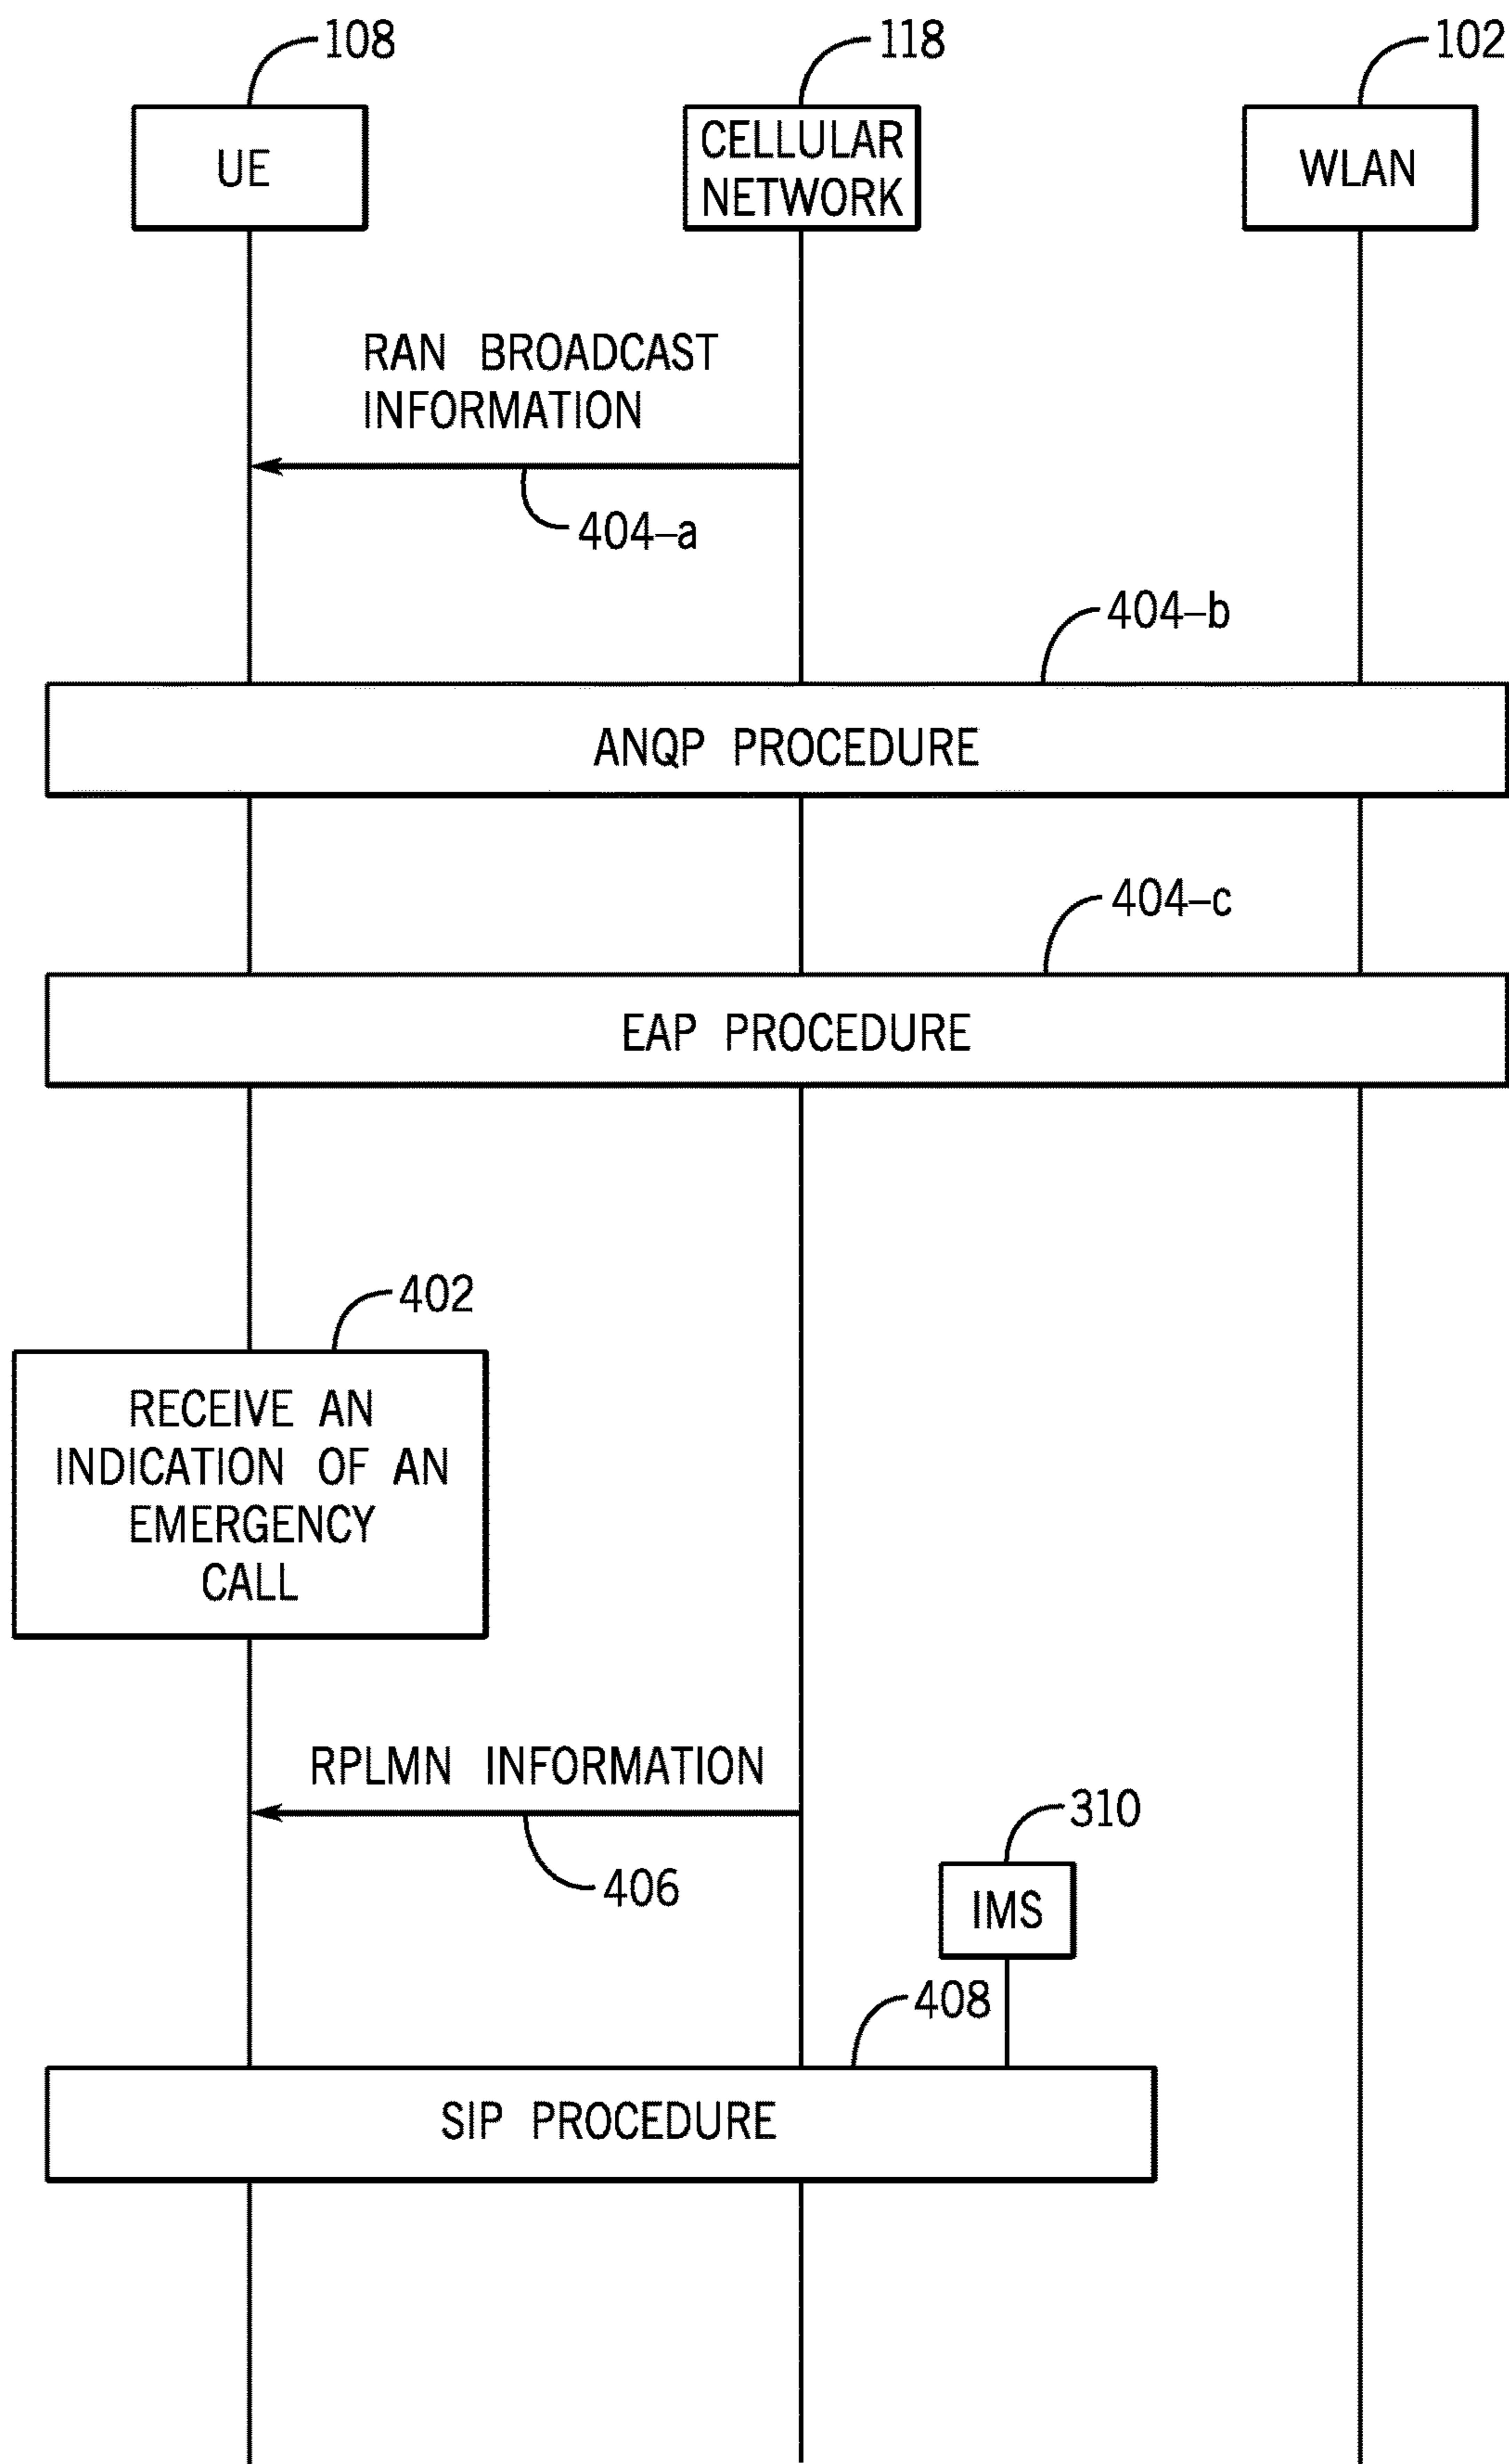 108
118
102
UE
CELLULAR
NETWORK
WLAN
RAN BROADCAST
INFORMATION
404-a
404-b
ANQP PROCEDURE
404-c
EAP PROCEDURE
402
RECEIVE AN
INDICATION OF AN
EMERGENCY
CALL
RPLMN INFORMATION
406
310
IMS
408
SIP PROCEDURE